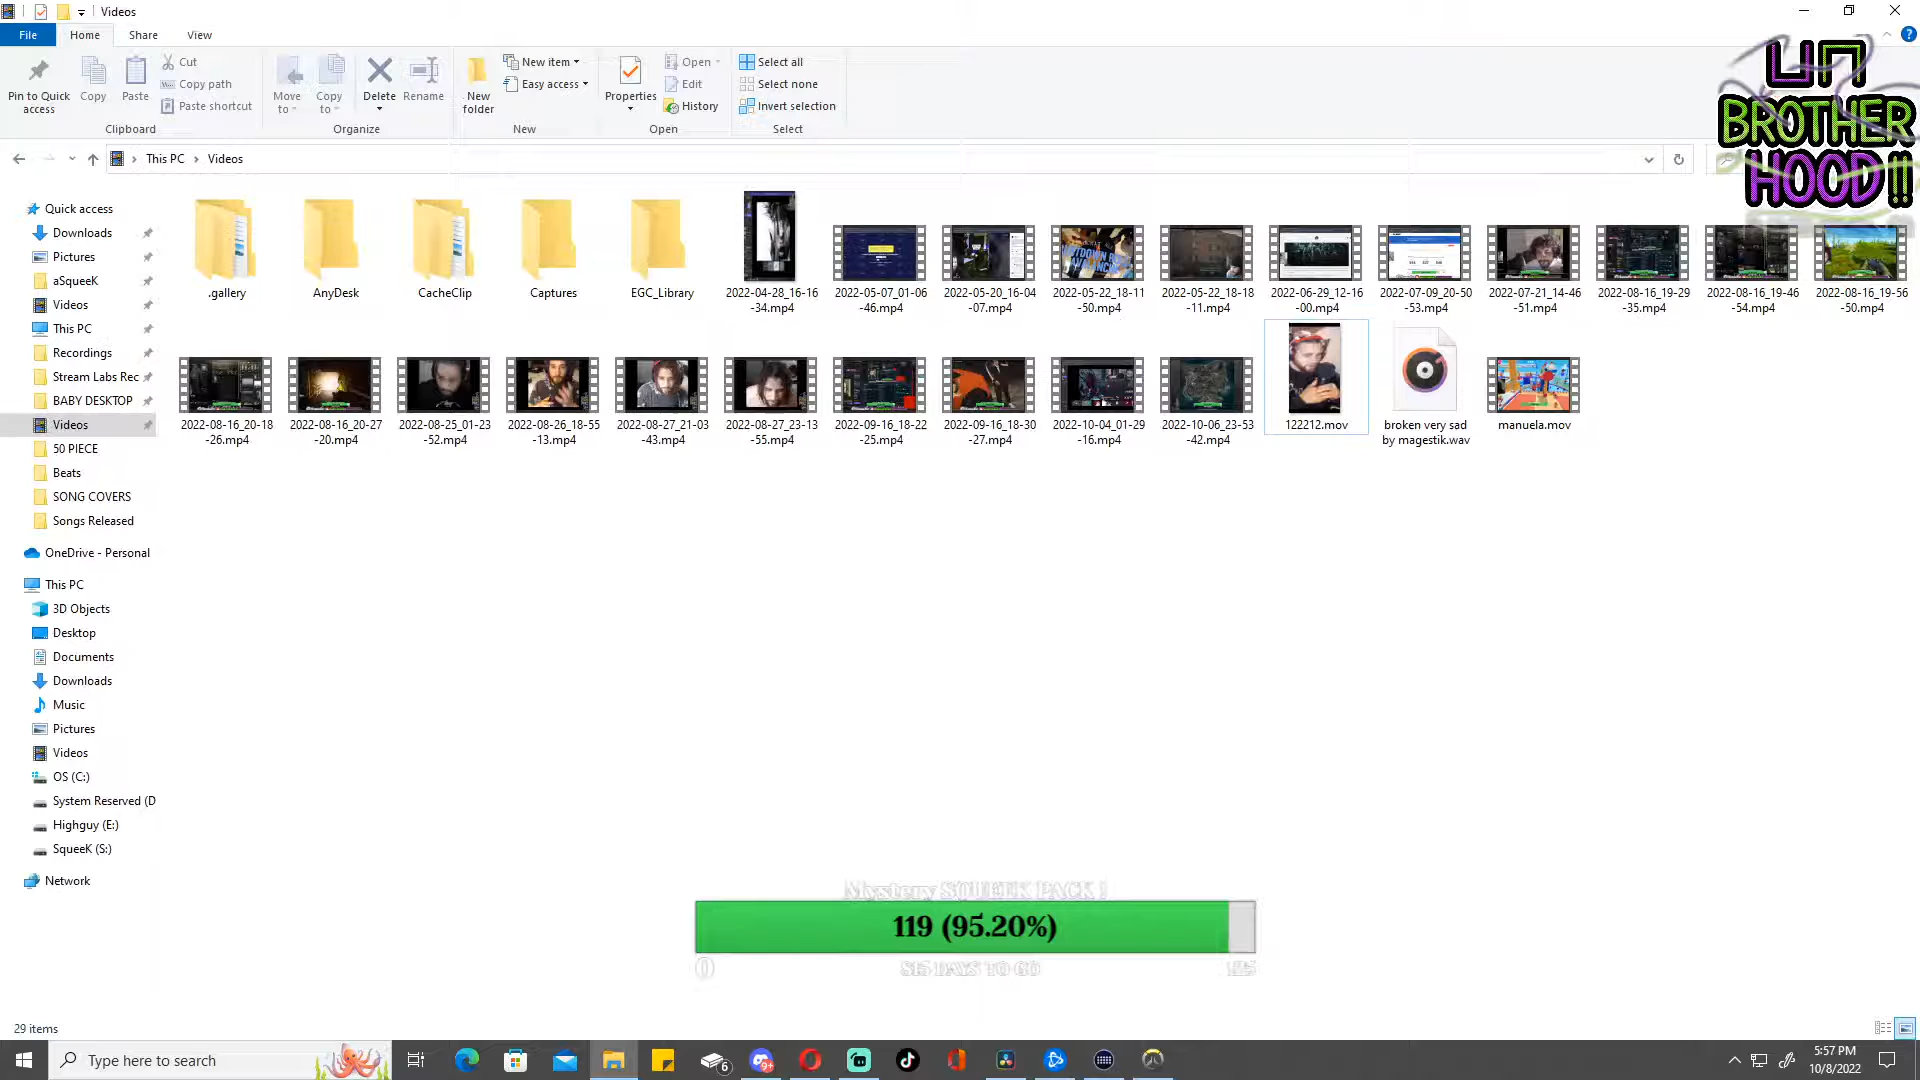 Videos
File Home Share View
Pin to Quick access
Copy
Paste
Cut
Copy path
Paste shortcut
Clipboard
Move to
Copy to
Delete
Rename
Organize
New folder
New item
Easy access
New
Properties
Open
Edit
History
Open
Select all
Select none
Invert selection
Select
This PC > Videos
BROTHER
HOOD!!
Quick access
Downloads
Pictures
aSqueeK
Videos
This PC
Recordings
Stream Labs Rec
BABY DESKTOP
Videos
50 PIECE
Beats
SONG COVERS
Songs Released
OneDrive - Personal
This PC
3D Objects
Desktop
Documents
Downloads
Music
Pictures
Videos
OS (C:)
System Reserved (D
Highguy (E:)
SqueeK (S:)
Network
.gallery
AnyDesk
CacheClip
Captures
EGC_Library
2022-04-28_16-16
-34.mp4
2022-05-07_01-06
-46.mp4
2022-05-20_16-04
-07.mp4
2022-05-22_18-11
-50.mp4
2022-05-22_18-18
-11.mp4
2022-06-29_12-16
-00.mp4
2022-07-09_20-50
-53.mp4
2022-07-21_14-46
-51.mp4
2022-08-16_19-29
-35.mp4
2022-08-16_19-46
-54.mp4
2022-08-16_19-56
-50.mp4
2022-08-16_20-18
-26.mp4
2022-08-16_20-27
-20.mp4
2022-08-25_01-23
-52.mp4
2022-08-26_18-55
-13.mp4
2022-08-27_21-03
-43.mp4
2022-08-27_23-13
-55.mp4
2022-09-16_18-22
-25.mp4
2022-09-16_18-30
-27.mp4
2022-10-04_01-29
-16.mp4
2022-10-06_23-53
-42.mp4
122212.mov
broken very sad
by magestik.wav
manuela.mov
Mystery SQUEEK PACK !
119 (95.20%)
0
DAYS TO GO
125
29 items
Type here to search
6
9+
5:57 PM
10/8/2022